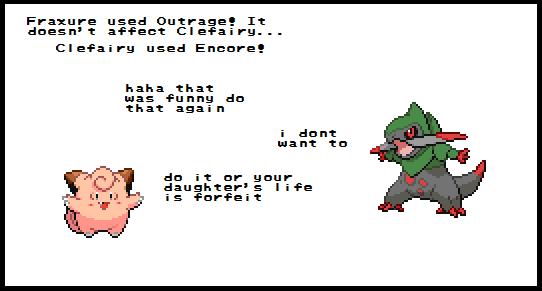 Fraxure used Outrage! It
doesn't affect Clefairy...
Clefairy used Encore!
haha that
was funny do
that again
i dont
want to
do it or your
daughter's life
is forfeit